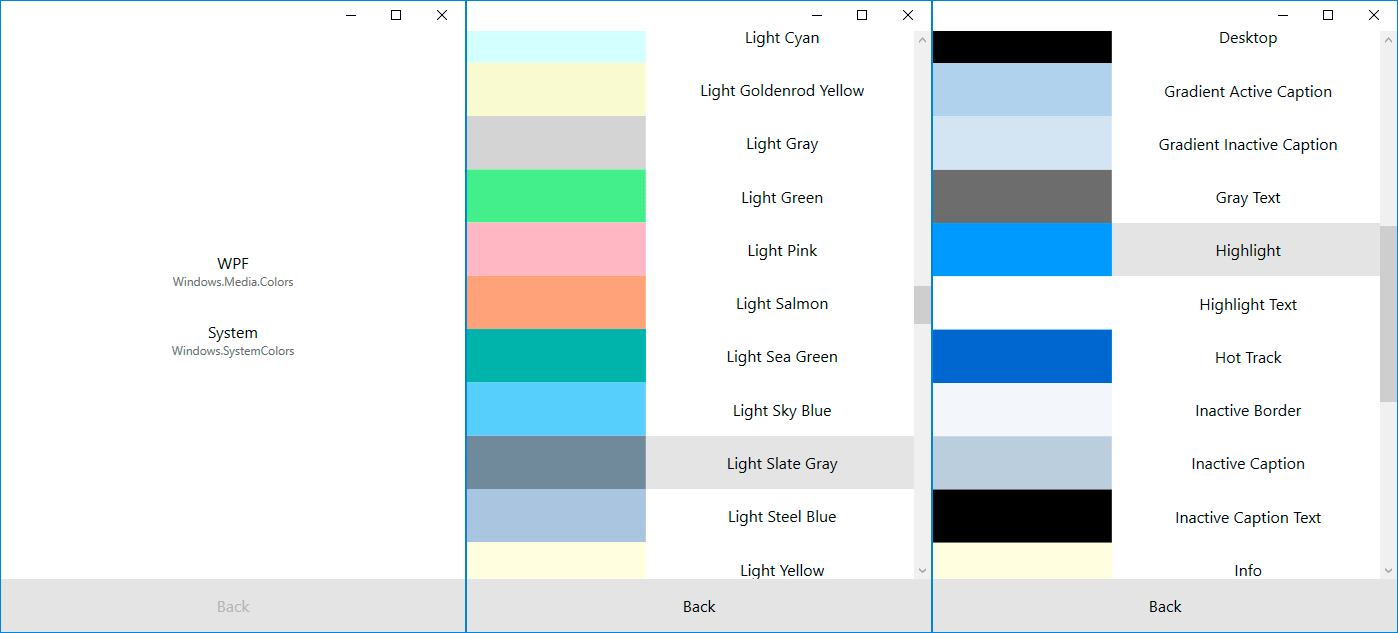 WPF
Windows.Media.Colors
System
Windows.SystemColors
Back
Light Cyan
Light Goldenrod Yellow
Light Gray
Light Green
Light Pink
Light Salmon
Light Sea Green
Light Sky Blue
Light Slate Gray
Light Steel Blue
Light Yellow
Back
Desktop
Gradient Active Caption
Gradient Inactive Caption
Gray Text
Highlight
Highlight Text
Hot Track
Inactive Border
Inactive Caption
Inactive Caption Text
Info
Back